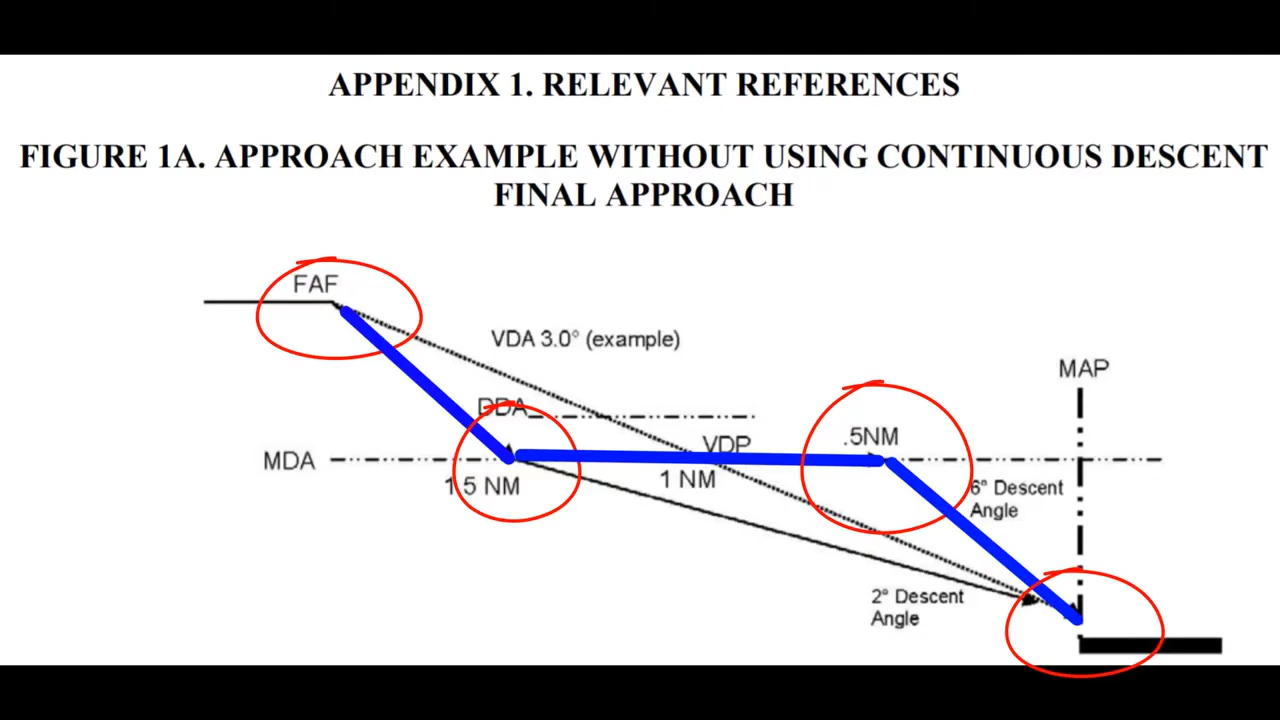 APPENDIX 1. RELEVANT REFERENCES
FIGURE 1A. APPROACH EXAMPLE WITHOUT USING CONTINUOUS DESCENT
FINAL APPROACH
FAF
VDA 3.0° (example)
MAP
DDA
MDA
VDP
.5NM
1.5 NM
1 NM
6° Descent
Angle
2° Descent
Angle